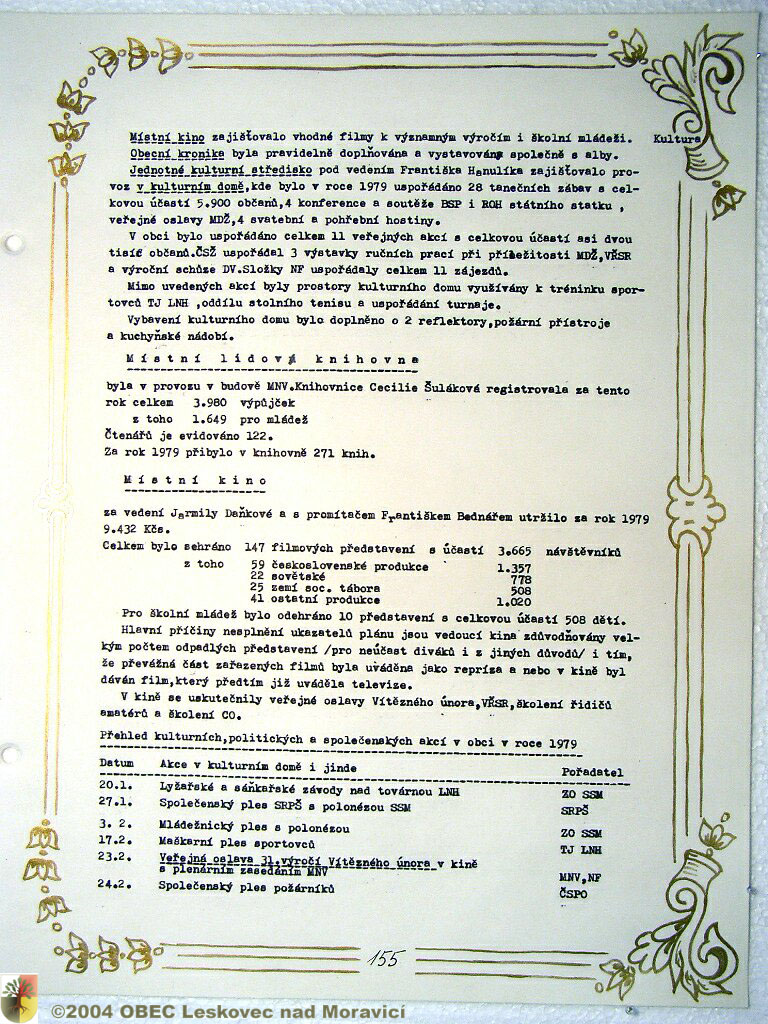 Místní kino zajišťovalo vhodné filmy k významným výročím i školní mládeži. Kultura
Obecní kronika byla pravidelně doplňována a vystavována společně s alby.
Jednotné kulturní středisko pod vedením Františka Hanulíka zajišťovalo pro-
voz v kulturním domě,kde bylo v roce 1979 uspořádáno 28 tanečních zábav s cel-
kovou účastí 5.900 občanů,4 konference a soutěže BSP i ROH státního statku ,
veřejné oslavy MDŽ,4 svatební a pohřební hostiny.
V obci bylo uspořádáno celkem 11 veřejných akcí s celkovou účastí asi dvou
tisíc občanů.ČSŽ uspořádal 3 výstavky ručních prací při příležitosti MDŽ,VŘSR
a výroční schůze DV.Složky NF uspořádaly celkem 11 zájezdů.
Mimo uvedených akcí byly prostory kulturního domu využívány k tréninku spor-
tovců TJ LNH ,oddílu stolního tenisu a uspořádání turnaje.
Vybavení kulturního domu bylo doplněno o 2 reflektory,požární přístroje
a kuchyňské nádobí.
Místní lidová knihovna
byla v provozu v budově MNV.Knihovnice Cecilie Šuláková registrovala za tento
rok celkem 3.980 výpůjček
z toho 1.649 pro mládež
Čtenářů je evidováno 122.
Za rok 1979 přibylo v knihovně 271 knih.
Místní kino
za vedení Jarmily Daňkové a s promítačem Františkem Bednářem utržilo za rok 1979
9.432 Kčs.
Celkem bylo sehráno 147 filmových představení s účastí 3.665 návštěvníků
z toho 59 československé produkce 1.357
22 sovětské 778
25 zemí soc. tábora 508
41 ostatní produkce 1.020
Pro školní mládež bylo odehráno 10 představení s celkovou účastí 508 dětí.
Hlavní příčiny nesplnění ukazatelů plánu jsou vedoucí kina zdůvodňovány vel-
kým počtem odpadlých představení /pro neúčast diváků i z jiných důvodů/ i tím,
že převážná část zařazených filmů byla uváděna jako repríza a nebo v kině byl
dáván film,který předtím již uváděla televize.
V kině se uskutečnily veřejné oslavy Vítězného února,VŘSR,školení řidičů
amatérů a školení CO.
Přehled kulturních,politických a společenských akcí v obci v roce 1979
Datum Akce v kulturním domě i jinde Pořadatel
20.1. Lyžařské a sáňkařské závody nad továrnou LNH ZO SSM
27.1. Společenský ples SRPŠ s polonézou SSM SRPŠ
3. 2. Mládežnický ples s polonézou ZO SSM
17.2. Maškarní ples sportovců TJ LNH
23.2. Veřejná oslava 31.výročí Vítězného února v kině
s plenárním zasedáním MNV MNV,NF
24.2. Společenský ples požárníků ČSPO
155
©2004 OBEC Leskovec nad Moravicí